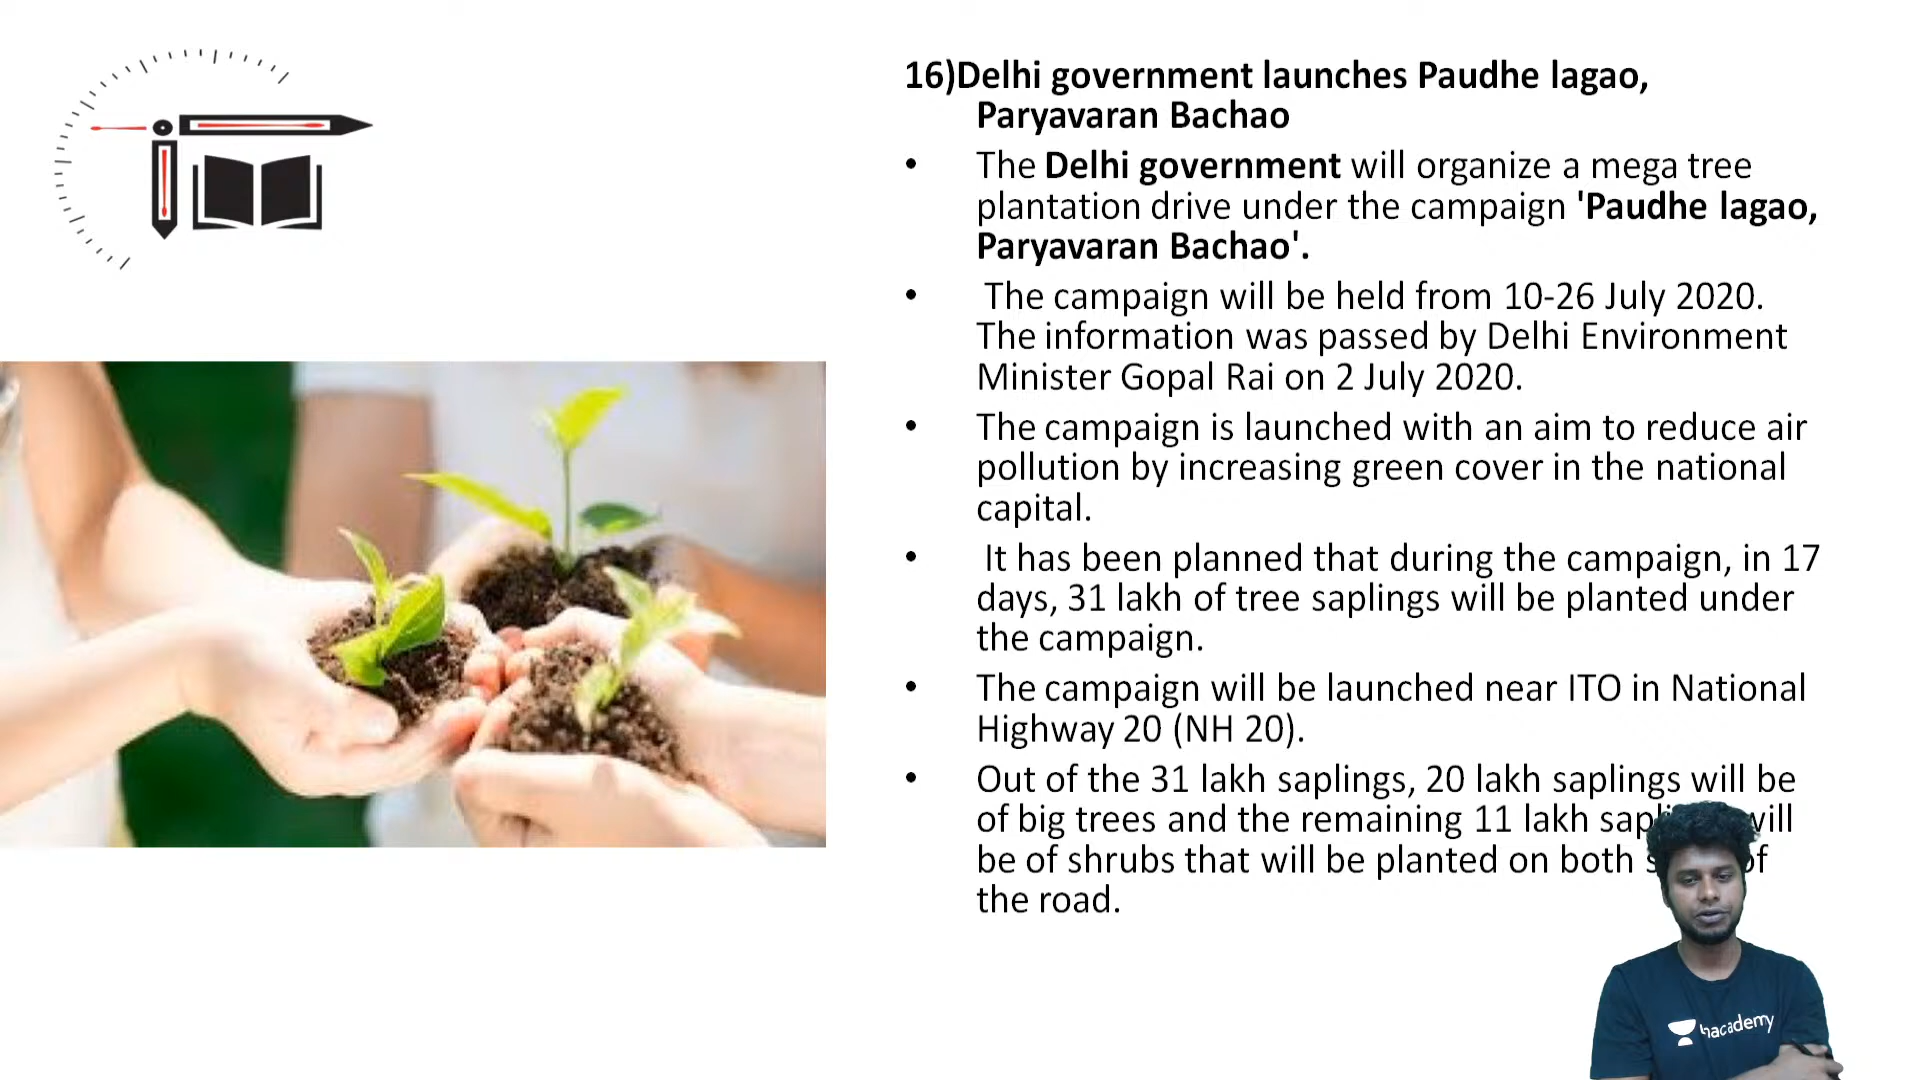 16)Delhi government launches Paudhe lagao,
Paryavaran Bachao
• The Delhi government will organize a mega tree
plantation drive under the campaign 'Paudhe lagao,
Paryavaran Bachao'.
• The campaign will be held from 10-26 July 2020.
The information was passed by Delhi Environment
Minister Gopal Rai on 2 July 2020.
• The campaign is launched with an aim to reduce air
pollution by increasing green cover in the national
capital.
• It has been planned that during the campaign, in 17
days, 31 lakh of tree saplings will be planted under
the campaign.
• The campaign will be launched near ITO in National
Highway 20 (NH 20).
• Out of the 31 lakh saplings, 20 lakh saplings will be
of big trees and the remaining 11 lakh will
be of shrubs that will be planted on both of
the road.